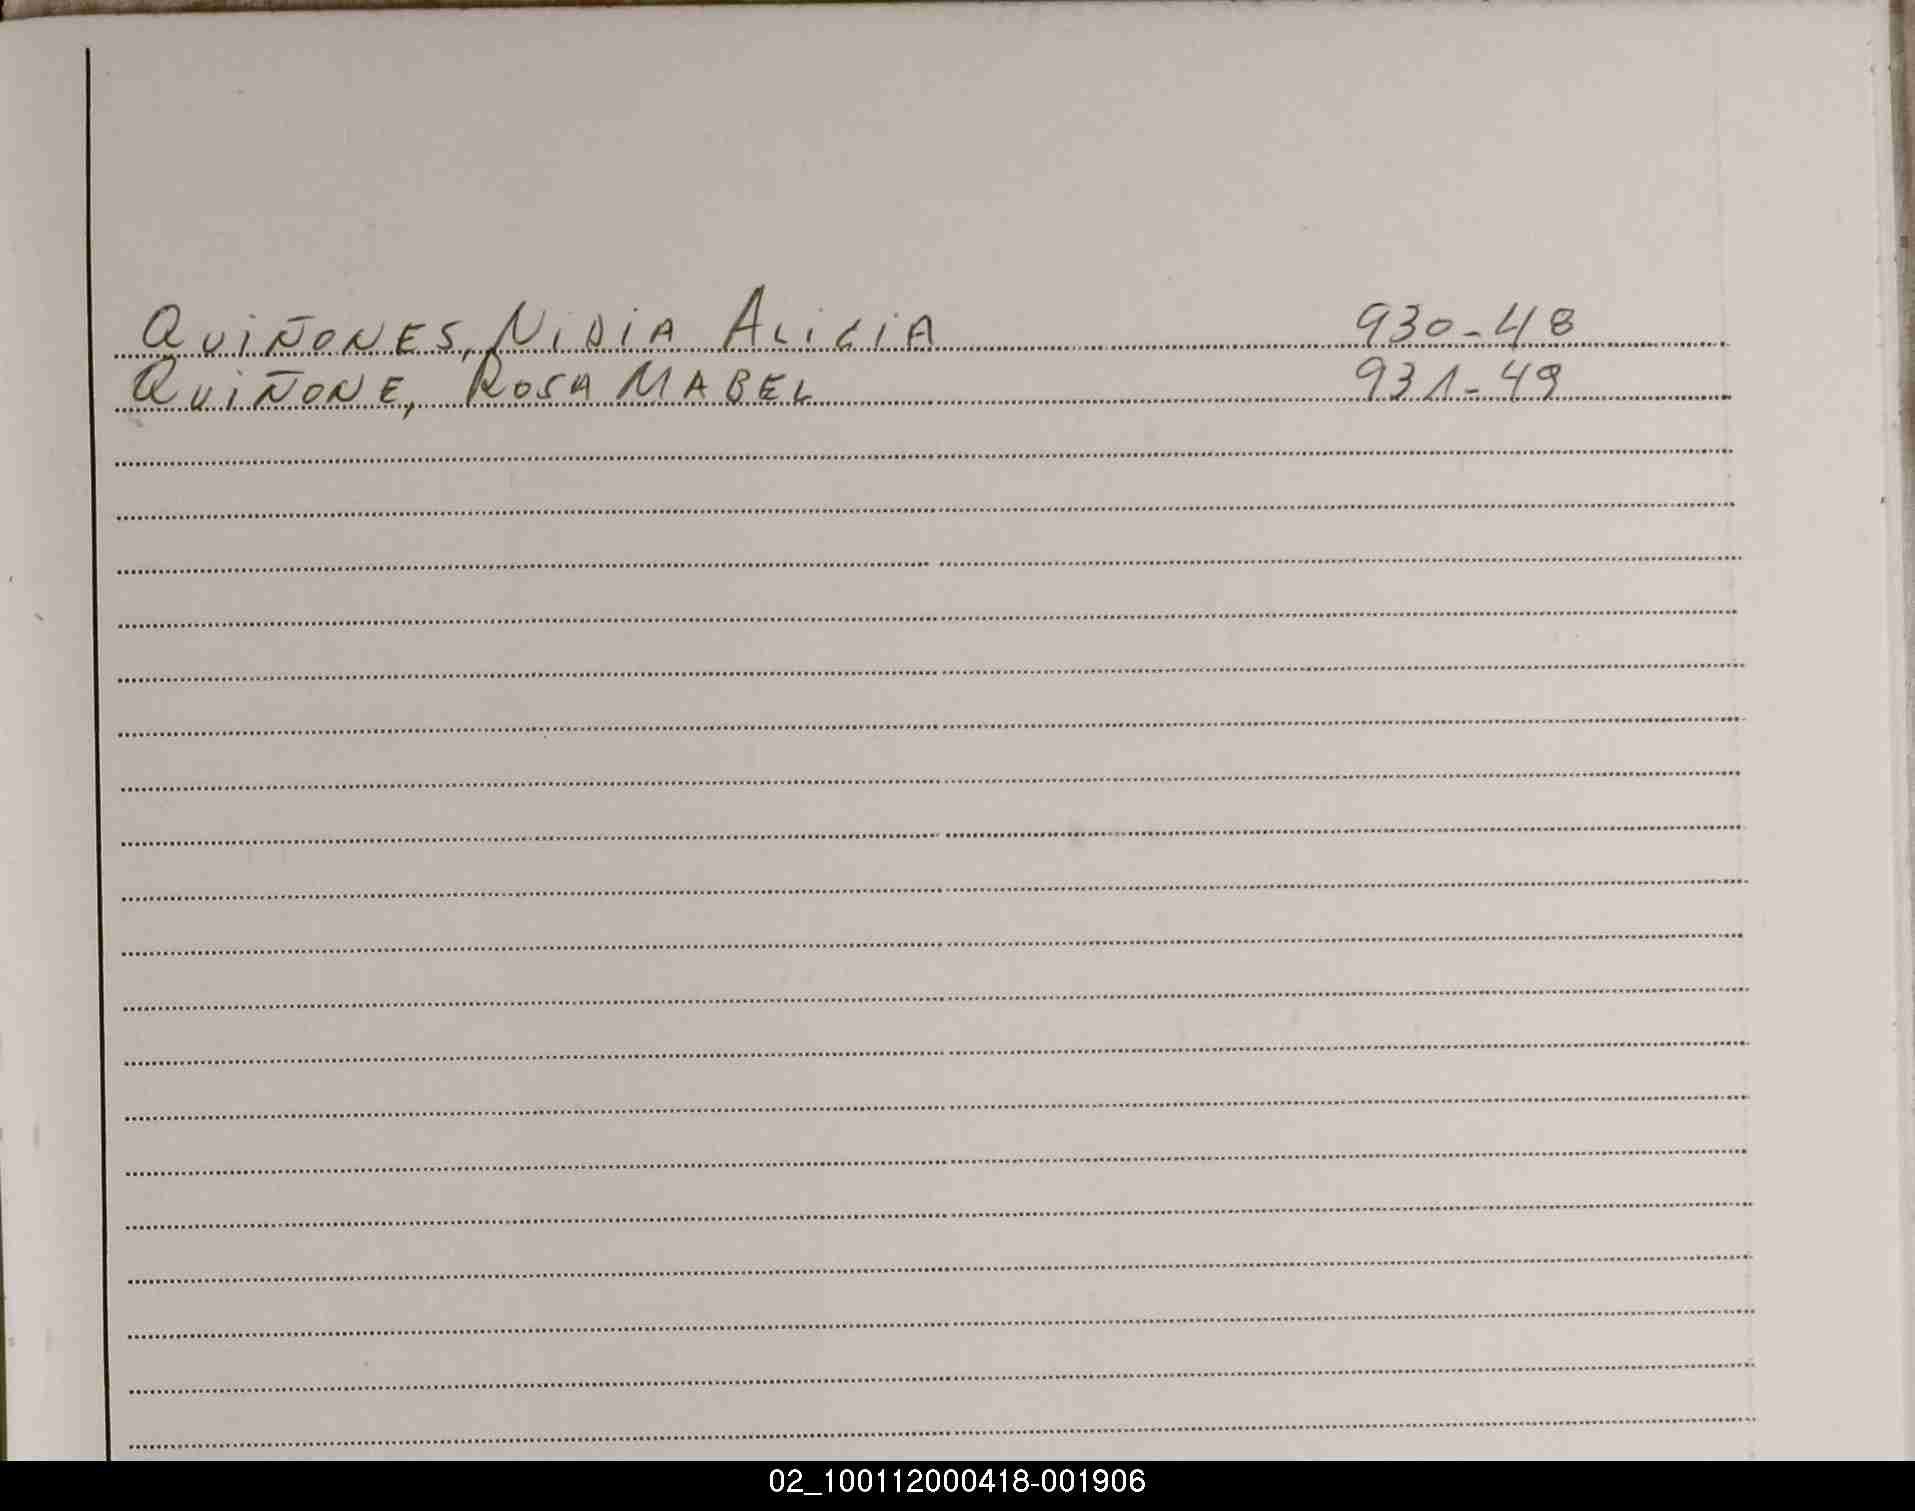 QUIÑONES, NIDIA ALICIA 930-48
QUIÑONE, ROSA MABEL 931-49
02_100112000418-001906